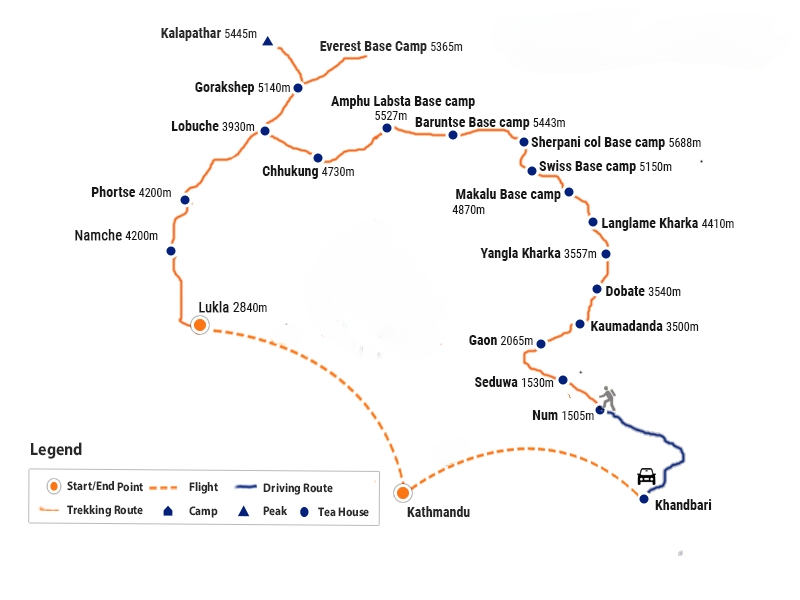 Kalapathar 5445m
Everest Base Camp 5365m
Gorakshep 5140m
Amphu Labsta Base camp
5527m
Baruntse Base camp 5443m
Lobuche 3930m
Sherpani col Base camp 5688m
Chhukung 4730m
Swiss Base camp 5150m
Phortse 4200m
Makalu Base camp
4870m
Langlame Kharka 4410m
Namche 4200m
Yangla Kharka 3557m
Dobate 3540m
Lukla 2840m
Kaumadanda 3500m
Gaon 2065m
Seduwa 1530m
Num 1505m
Legend
Start/End Point
Flight
Driving Route
Trekking Route
Camp
Peak
Tea House
Kathmandu
Khandbari